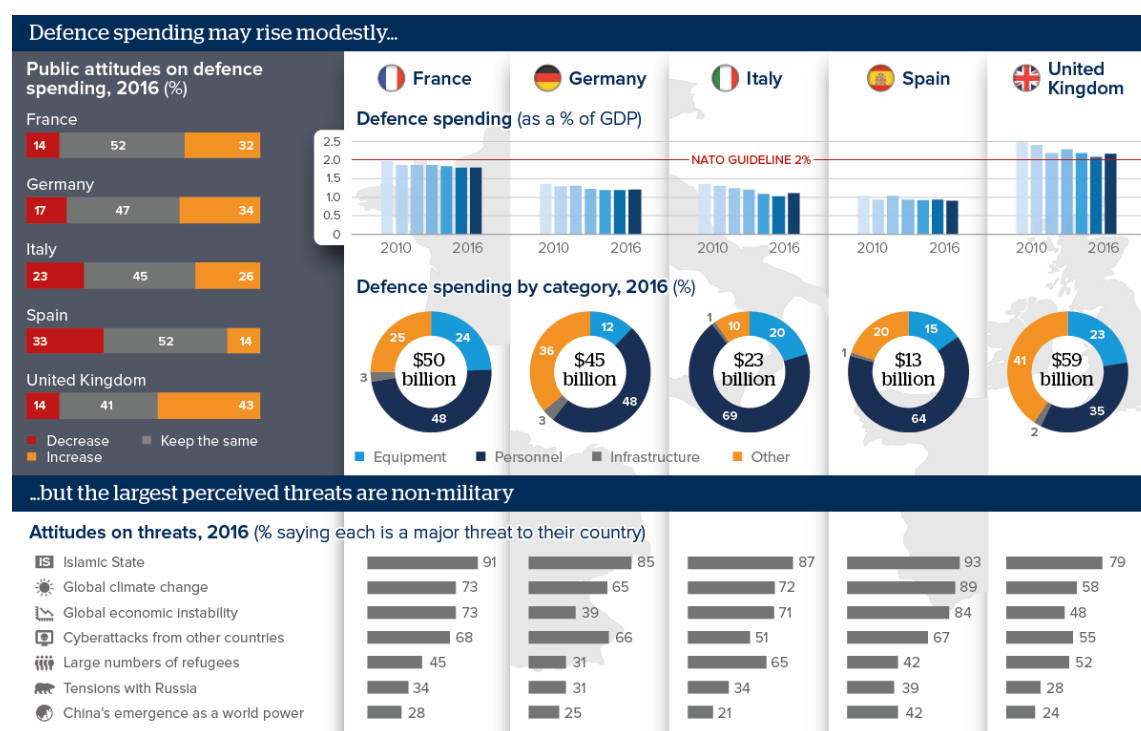 Defence spending may rise modestly...
Public attitudes on defence
spending, 2016 (%)
France
14 52 32
Germany
17 47 34
Italy
23 45 26
Spain
33 52 14
United Kingdom
14 41 43
Decrease Keep the same
Increase
France Germany Italy Spain United
Kingdom
Defence spending (as a % of GDP)
2.5
2.0
1.5
1.0
0.5
0
NATO GUIDELINE 2%
2010 2016 2010 2016 2010 2016 2010 2016 2010 2016
Defence spending by category, 2016 (%)
25 24 3 48
$50
billion
36 12 3 48
$45
billion
1 10 20 69
$23
billion
20 15 1 64
$13
billion
41 23 2 35
$59
billion
Equipment Personnel Infrastructure Other
...but the largest perceived threats are non-military
Attitudes on threats, 2016 (% saying each is a major threat to their country)
IS Islamic State 91 85 87 93 79
Global climate change 73 65 72 89 58
Global economic instability 73 39 71 84 48
Cyberattacks from other countries 68 66 51 67 55
Large numbers of refugees 45 31 65 42 52
Tensions with Russia 34 31 34 39 28
China's emergence as a world power 28 25 21 42 24